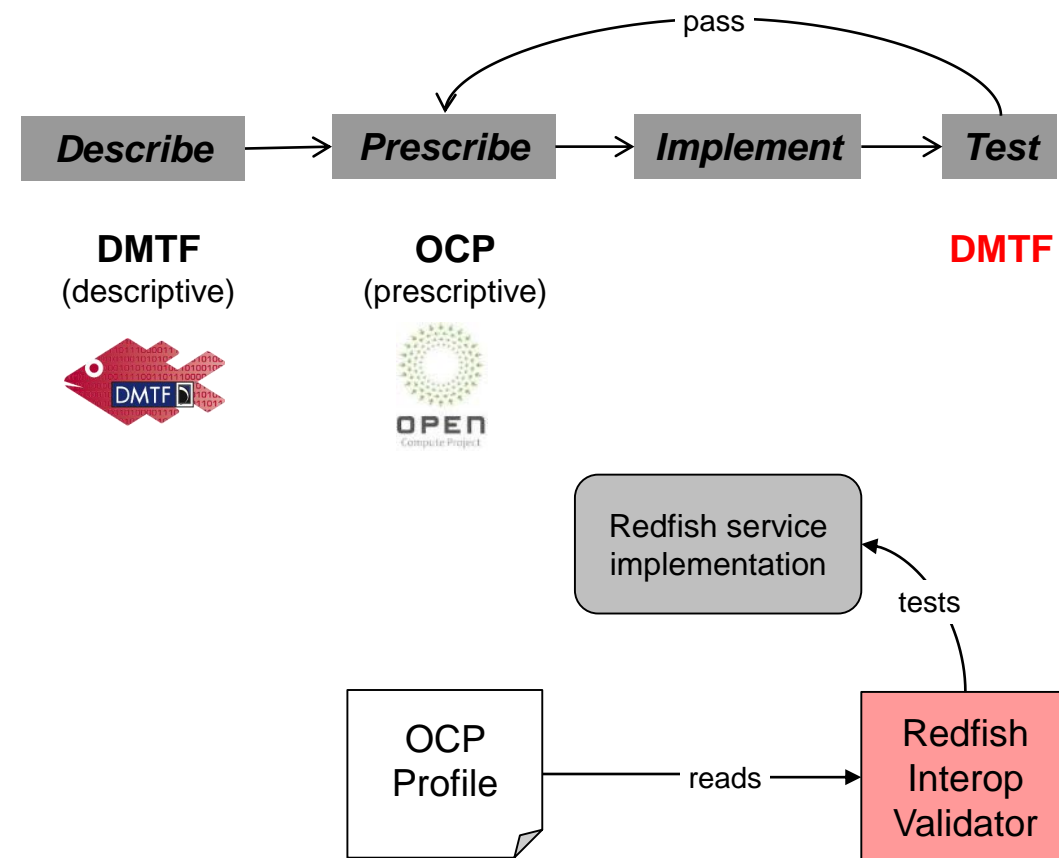 pass
Describe
Prescribe
Implement
Test
DMTF
(descriptive)
OCP
(prescriptive)
DMTF
DMTF
OPEN
Compute Project
Redfish service
implementation
tests
OCP
Profile
reads
Redfish
Interop
Validator